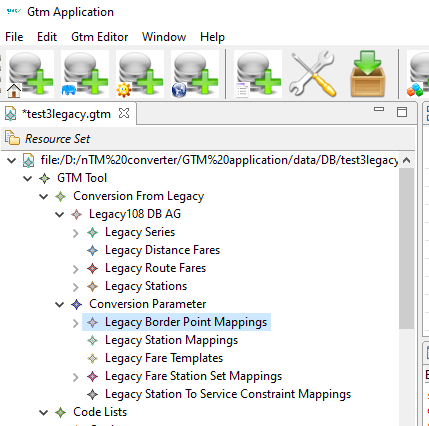 Gtm Application
File Edit Gtm Editor Window Help
*test3legacy.gtm
Resource Set
file:/D:/nTM%20converter/GTM%20application/data/DB/test3legacy
GTM Tool
Conversion From Legacy
Legacy108 DB AG
Legacy Series
Legacy Distance Fares
Legacy Route Fares
Legacy Stations
Conversion Parameter
Legacy Border Point Mappings
Legacy Station Mappings
Legacy Fare Templates
Legacy Fare Station Set Mappings
Legacy Station To Service Constraint Mappings
Code Lists